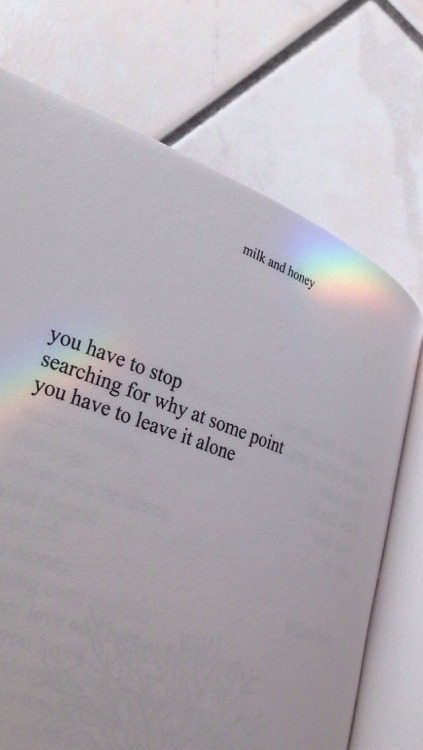 milk and honey
you have to stop
searching for why at some point
you have to leave it alone